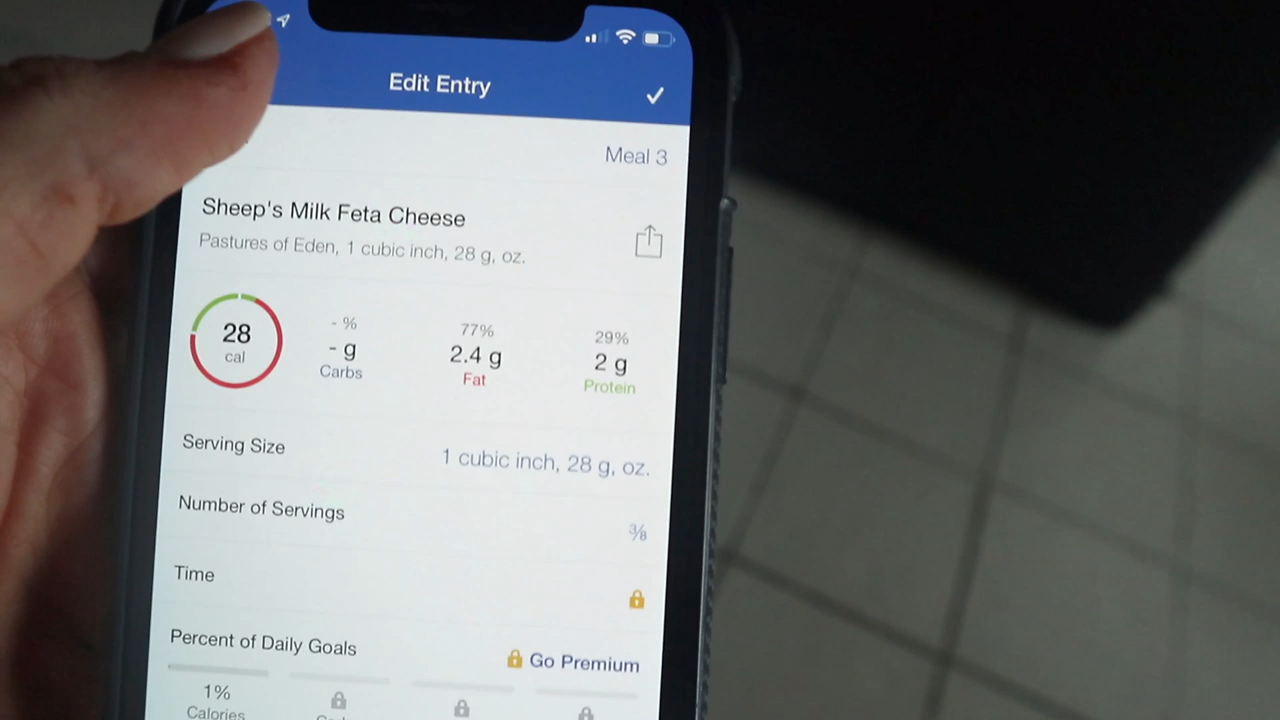 Edit Entry
Meal 3
Sheep's Milk Feta Cheese
Pastures of Eden, 1 cubic inch, 28 g, oz.
28
cal
- %
- g
Carbs
77%
2.4 g
Fat
29%
2 g
Protein
Serving Size
1 cubic inch, 28 g, oz.
Number of Servings
3/8
Time
Percent of Daily Goals
Go Premium
1%
Calories